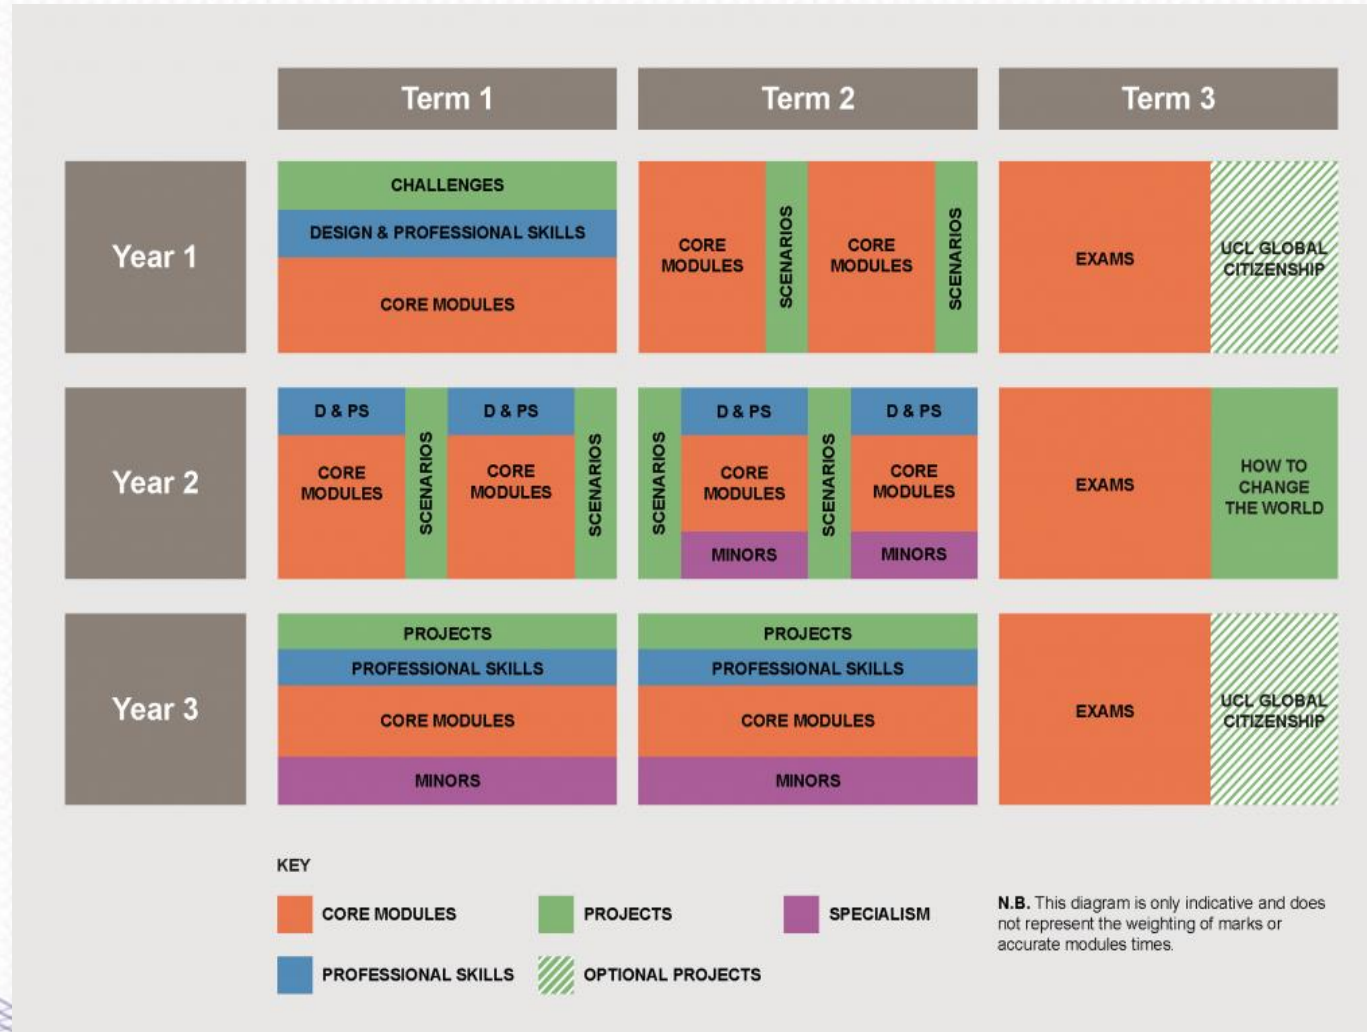 Term 1
Term 2
Term 3
Year 1
CHALLENGES
DESIGN & PROFESSIONAL SKILLS
CORE MODULES
CORE
MODULES
SCENARIOS
CORE
MODULES
SCENARIOS
EXAMS
UCL GLOBAL
CITIZENSHIP
Year 2
D & PS
CORE
MODULES
SCENARIOS
D & PS
CORE
MODULES
SCENARIOS
SCENARIOS
D & PS
CORE
MODULES
MINORS
SCENARIOS
D & PS
CORE
MODULES
MINORS
EXAMS
HOW TO
CHANGE
THE WORLD
Year 3
PROJECTS
PROFESSIONAL SKILLS
CORE MODULES
MINORS
PROJECTS
PROFESSIONAL SKILLS
CORE MODULES
MINORS
EXAMS
UCL GLOBAL
CITIZENSHIP
KEY
CORE MODULES
PROJECTS
SPECIALISM
PROFESSIONAL SKILLS
OPTIONAL PROJECTS
N.B. This diagram is only indicative and does
not represent the weighting of marks or
accurate modules times.